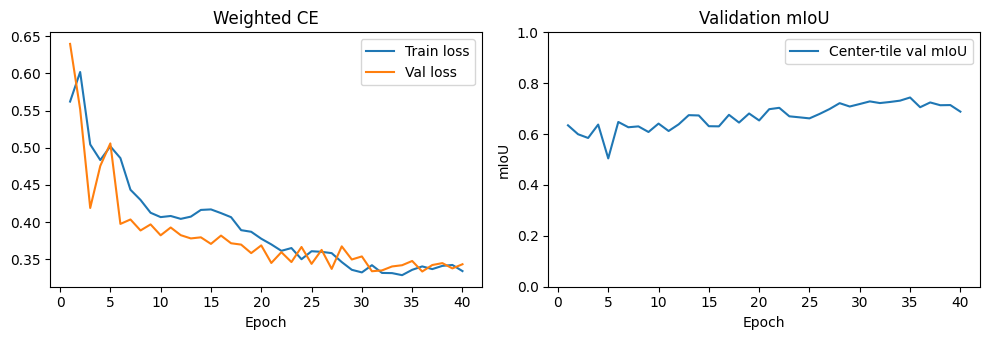 Weighted CE
Train loss
Val loss
0.65
0.60
0.55
0.50
0.45
0.40
0.35
0 5 10 15 20 25 30 35 40
Epoch
Validation mIoU
Center-tile val mIoU
mIoU
1.0
0.8
0.6
0.4
0.2
0.0
0 5 10 15 20 25 30 35 40
Epoch